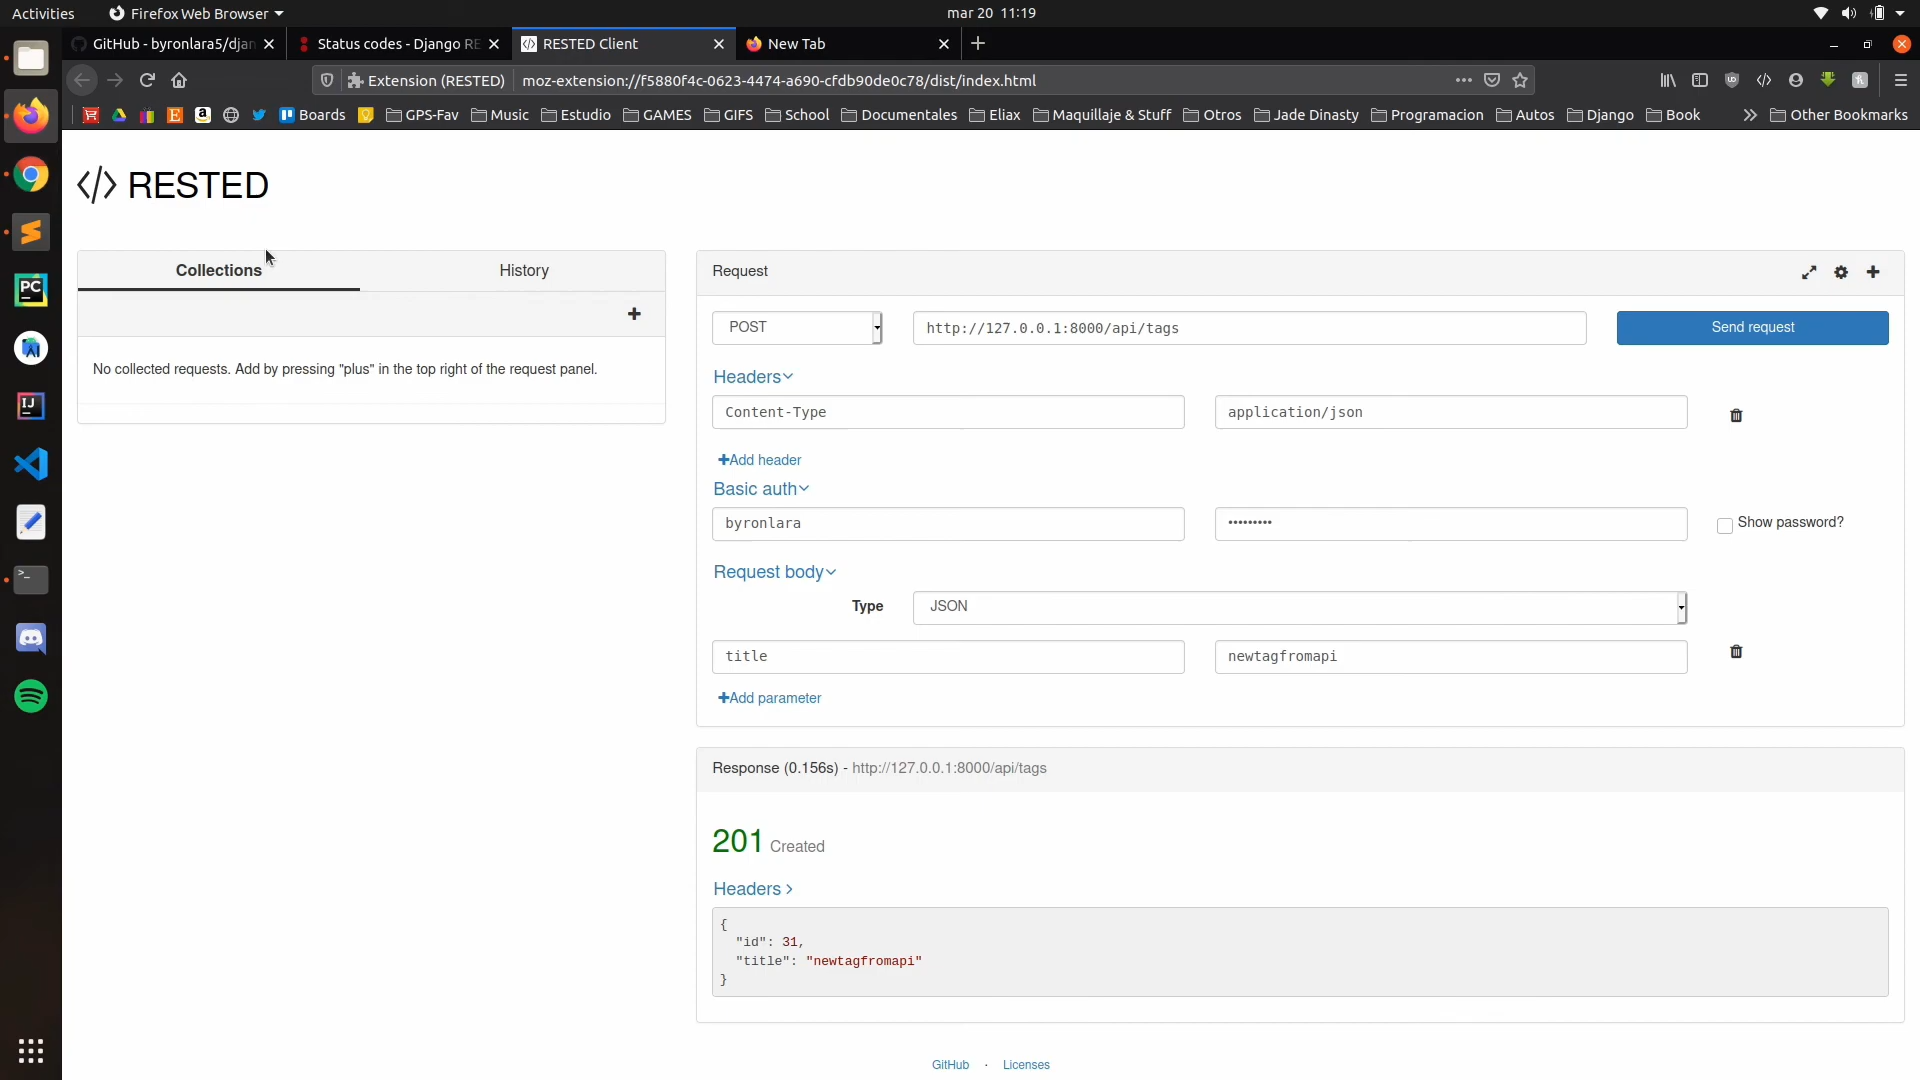 Activities
Firefox Web Browser
mar 20 11:19
GitHub - byronlara5/djan
Status codes - Django RE
RESTED Client
New Tab
Extension (RESTED)
moz-extension://f5880f4c-0623-4474-a690-cfdb90de0c78/dist/index.html
Boards
GPS-Fav
Music
Estudio
GAMES
GIFS
School
Documentales
Eliax
Maquillaje & Stuff
Otros
Jade Dinasty
Programacion
Autos
Django
Book
Other Bookmarks
</> RESTED
Collections
History
No collected requests. Add by pressing "plus" in the top right of the request panel.
Request
POST
http://127.0.0.1:8000/api/tags
Send request
Headers
Content-Type
application/json
Add header
Basic auth
byronlara
•••••••••
Show password?
Request body
Type
JSON
title
newtagfromapi
Add parameter
Response (0.156s) - http://127.0.0.1:8000/api/tags
201 Created
Headers
{
"id": 31,
"title": "newtagfromapi"
}
GitHub · Licenses